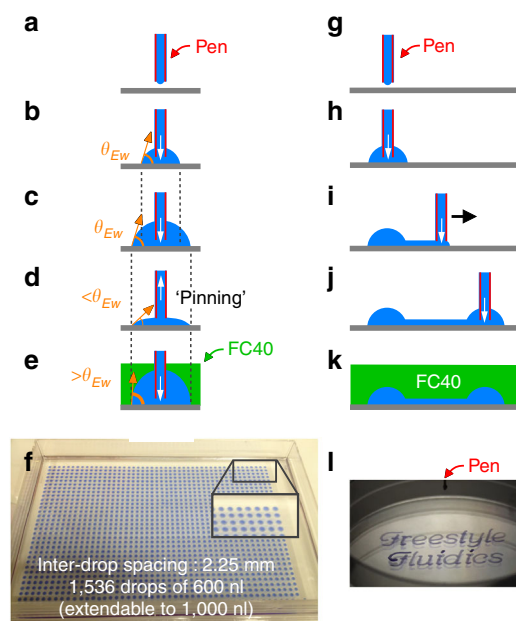 a
Pen
b
θEw
c
θEw
d
<θEw
'Pinning'
e
>θEw
FC40
f
Inter-drop spacing : 2.25 mm
1,536 drops of 600 nl
(extendable to 1,000 nl)
g
Pen
h
i
j
k
FC40
l
Pen
Freestyle
Fluidics